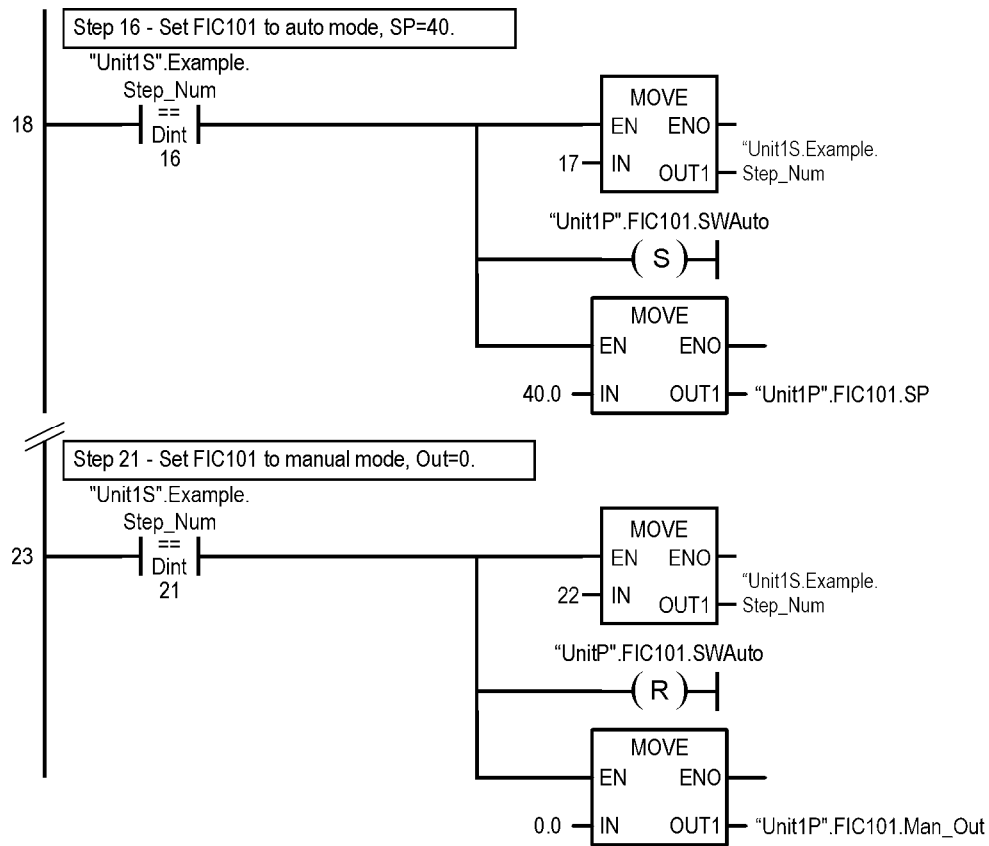 Step 16 - Set FIC101 to auto mode, SP=40.
"Unit1S".Example.
Step_Num
18
==
Dint
16
MOVE
EN ENO
17 IN
OUT1
“Unit1S.Example.
Step_Num
“Unit1P".FIC101.SWAuto
S
MOVE
EN ENO
40.0 IN OUT1 “Unit1P".FIC101.SP
Step 21 - Set FIC101 to manual mode, Out=0.
"Unit1S".Example.
Step_Num
23
==
Dint
21
MOVE
EN ENO
22 IN
OUT1
“Unit1S.Example.
Step_Num
“UnitP".FIC101.SWAuto
R
MOVE
EN ENO
0.0 IN OUT1 “Unit1P".FIC101.Man_Out